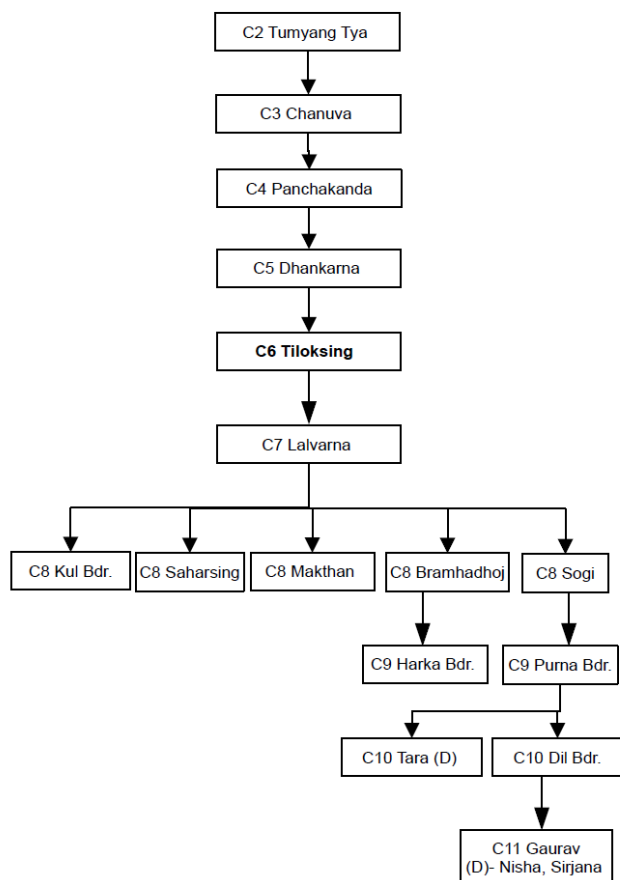 C2 Tumyang Tya
C3 Chanuva
C4 Panchakanda
C5 Dhankarna
C6 Tiloksing
C7 Lalvarna
C8 Kul Bdr.
C8 Saharsing
C8 Makthan
C8 Bramhadhoj
C8 Sogi
C9 Harka Bdr.
C9 Purna Bdr.
C10 Tara (D)
C10 Dil Bdr.
C11 Gaurav
(D)- Nisha, Sirjana